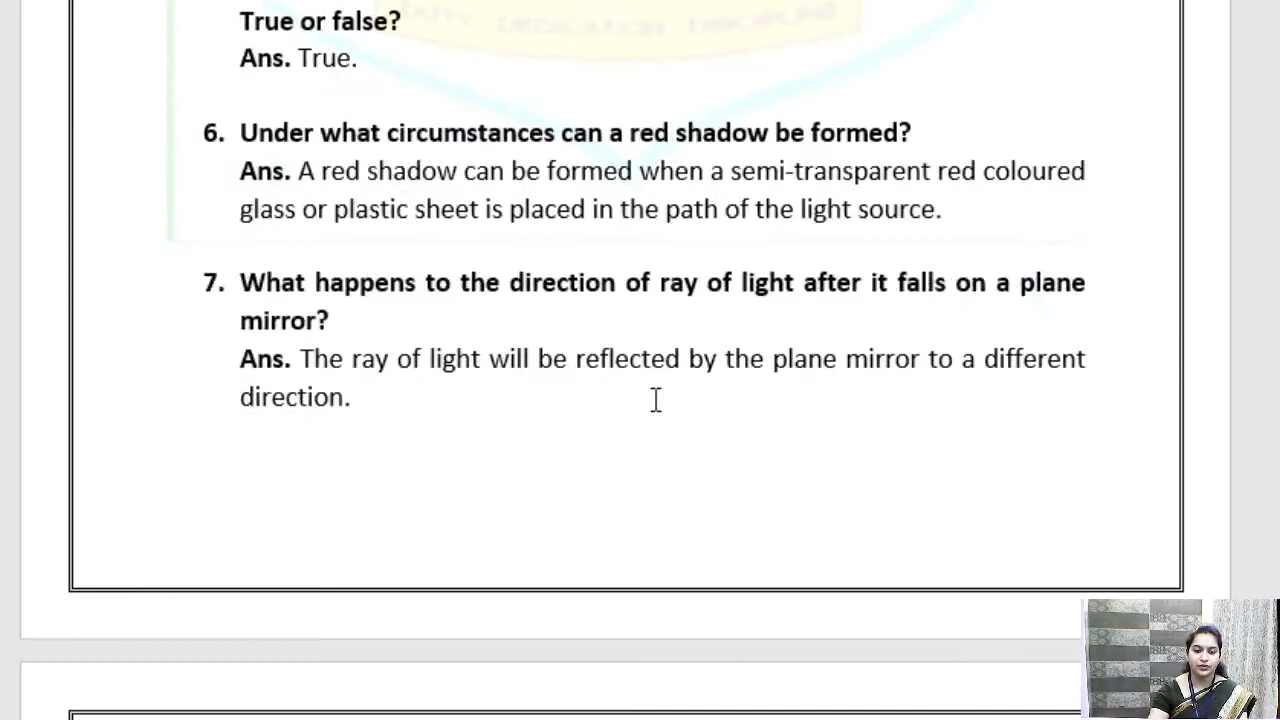 DUTY DEDICATION DISCIPLINE
True or false?
Ans. True.
6. Under what circumstances can a red shadow be formed?
Ans. A red shadow can be formed when a semi-transparent red coloured
glass or plastic sheet is placed in the path of the light source.
7. What happens to the direction of ray of light after it falls on a plane
mirror?
Ans. The ray of light will be reflected by the plane mirror to a different
direction.